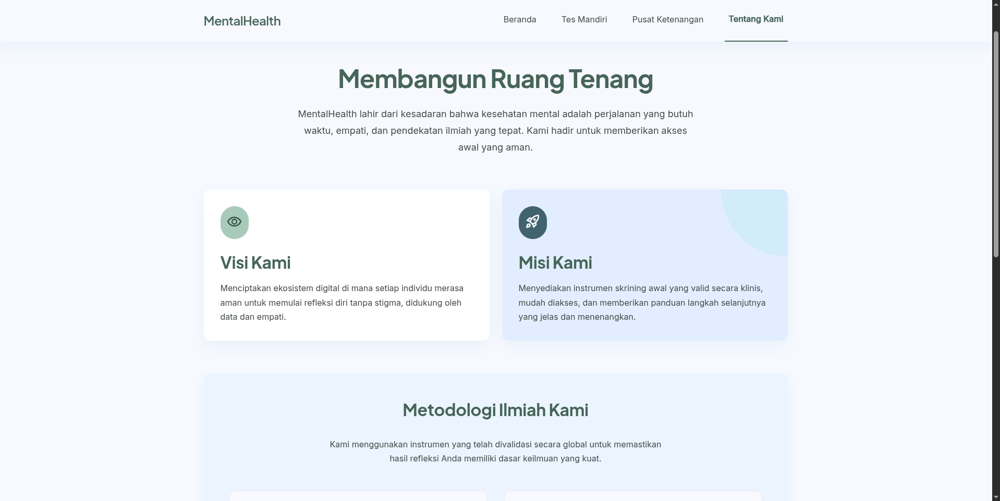 MentalHealth
Beranda
Tes Mandiri
Pusat Ketenangan
Tentang Kami
Membangun Ruang Tenang
MentalHealth lahir dari kesadaran bahwa kesehatan mental adalah perjalanan yang butuh
waktu, empati, dan pendekatan ilmiah yang tepat. Kami hadir untuk memberikan akses
awal yang aman.
Visi Kami
Menciptakan ekosistem digital di mana setiap individu merasa
aman untuk memulai refleksi diri tanpa stigma, didukung oleh
data dan empati.
Misi Kami
Menyediakan instrumen skrining awal yang valid secara klinis,
mudah diakses, dan memberikan panduan langkah selanjutnya
yang jelas dan menenangkan.
Metodologi Ilmiah Kami
Kami menggunakan instrumen yang telah divalidasi secara global untuk memastikan
hasil refleksi Anda memiliki dasar keilmuan yang kuat.